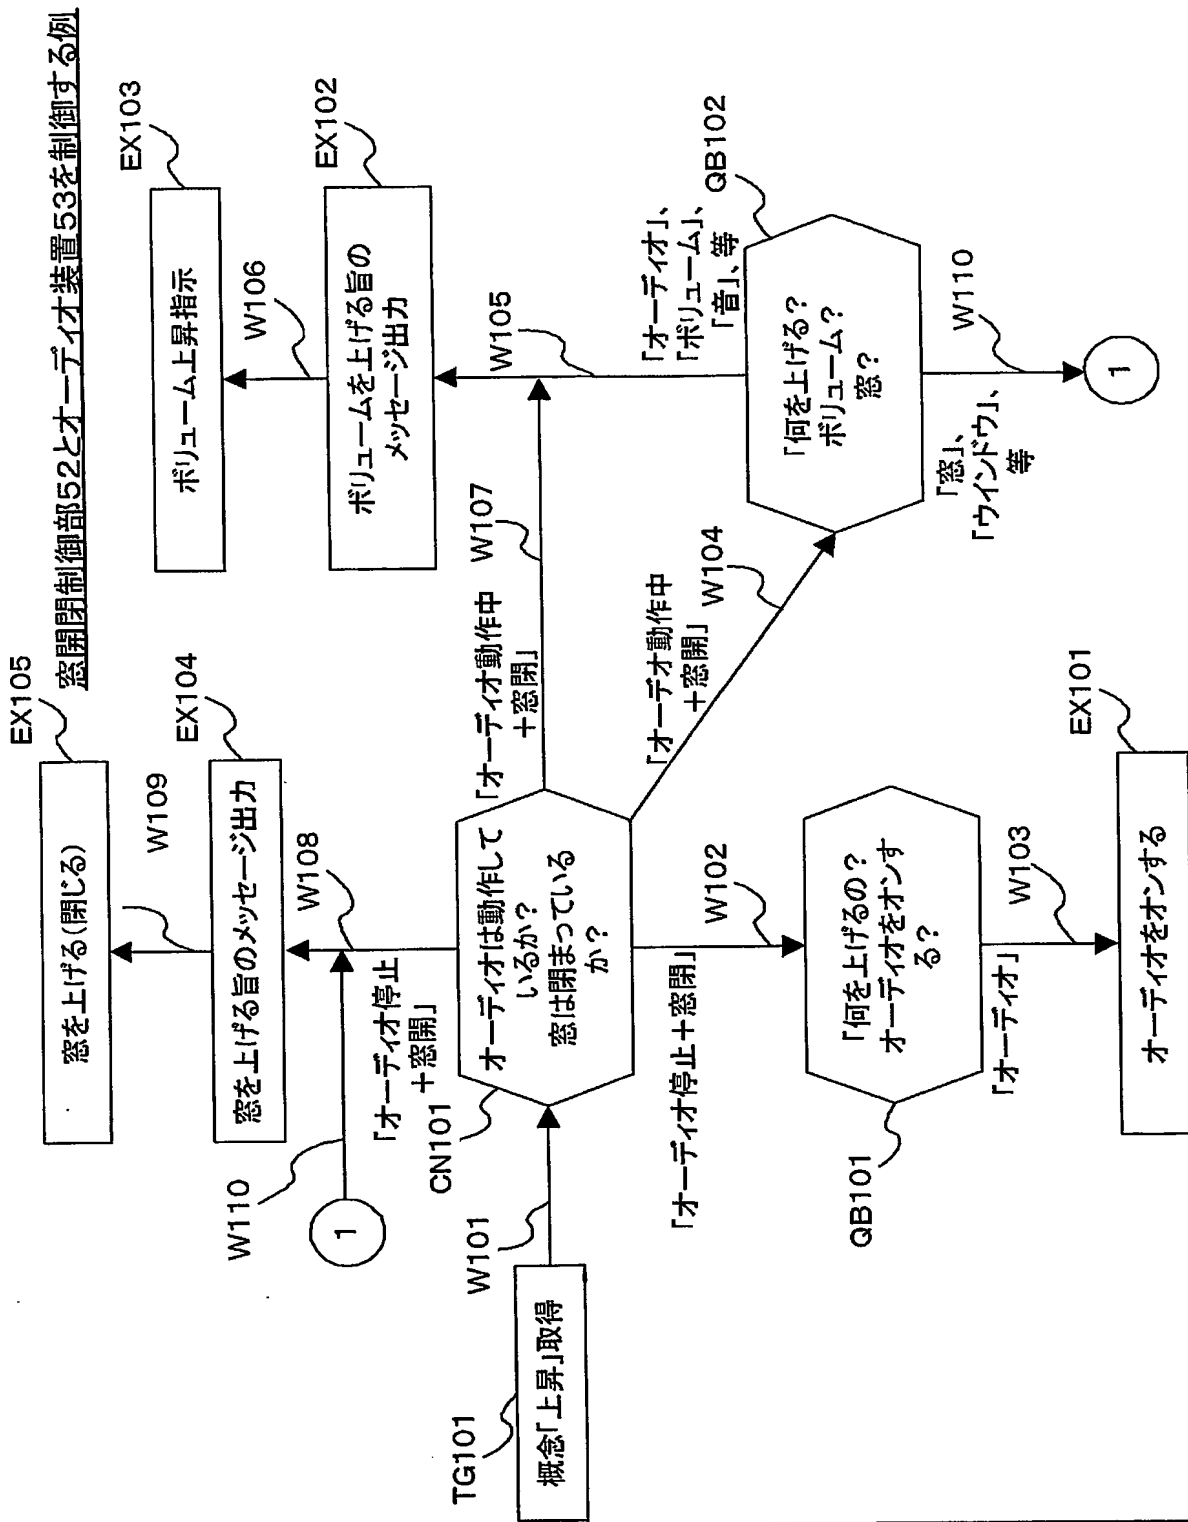 窓開閉制御部52とオーディオ装置53を制御する例
TG101
概念「上昇」取得
W101
CN101
オーディオは動作して
いるか?
窓は閉まっている
か?
「オーディオ停止
+窓開」
W108
W110
1
EX104
窓を上げる旨のメッセージ出力
W109
EX105
窓を上げる(閉じる)
「オーディオ停止+窓閉」
W102
QB101
「何を上げるの?
オーディオをオンす
る?
「オーディオ」
W103
EX101
オーディオをオンする
「オーディオ動作中
+窓閉」
W107
「オーデオ動作中
+窓開」
W104
QB102
「何を上げる?
ボリューム?
窓?
「オーディオ」、
「ボリューム」、
「音」、等
W105
EX102
ボリュームを上げる旨の
メッセージ出力
W106
EX103
ボリューム上昇指示
「窓」、
「ウインドウ」、
等
W110
1